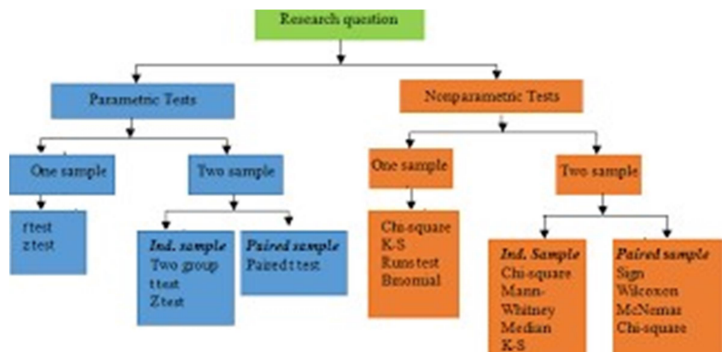 Research question
Parametric Tests
Nonparametric Tests
One sample
Two sample
One sample
Two sample
t test
z test
Ind. sample
Two group
t test
Z test
Paired sample
Paired t test
Chi-square
K-S
Runs test
Binomial
Ind. Sample
Chi-square
Mann-
Whitney
Median
K-S
Paired sample
Sign
Wilcoxon
McNemar
Chi-square